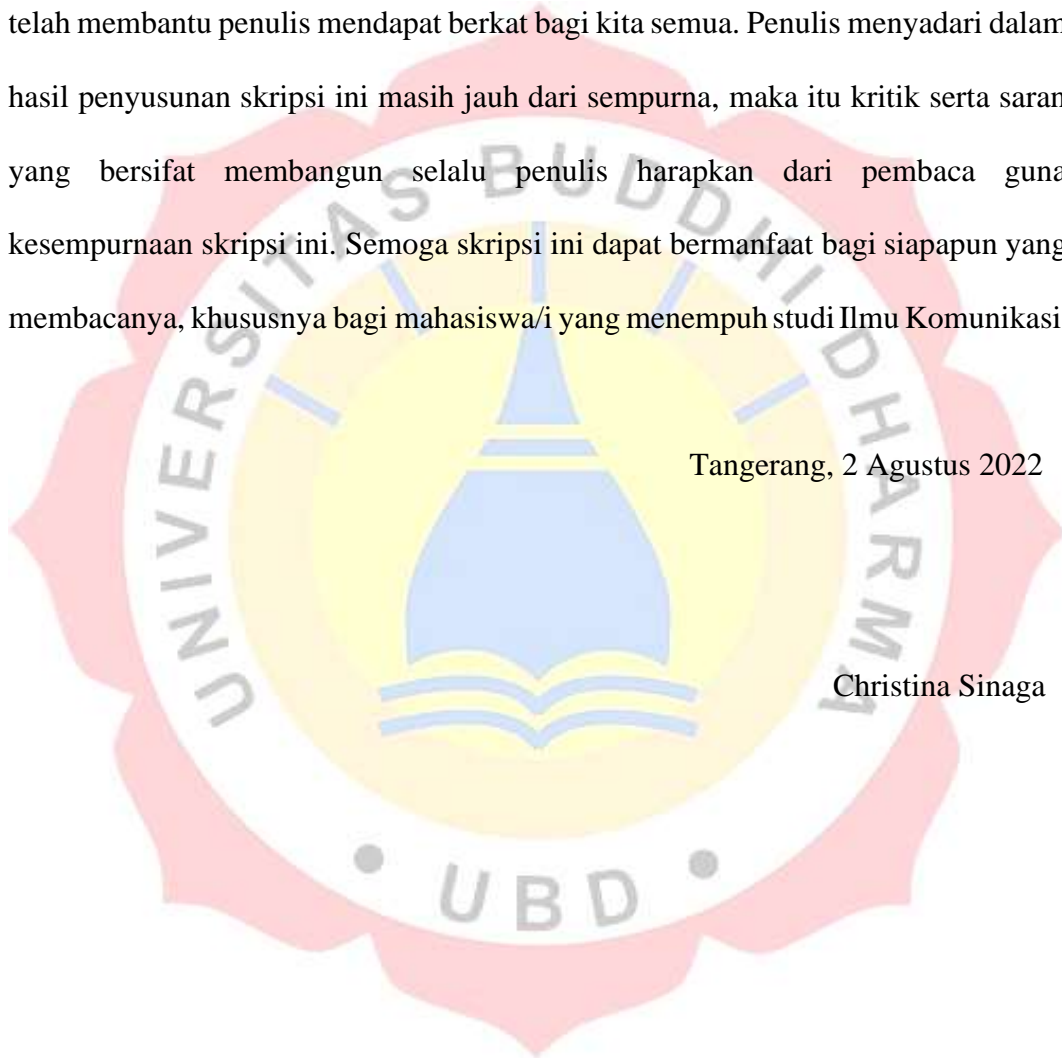 telah membantu penulis mendapat berkat bagi kita semua. Penulis menyadari dalam
hasil penyusunan skripsi ini masih jauh dari sempurna, maka itu kritik serta saran
yang bersifat membangun selalu penulis harapkan dari pembaca guna
kesempurnaan skripsi ini. Semoga skripsi ini dapat bermanfaat bagi siapapun yang
membacanya, khususnya bagi mahasiswa/i yang menempuh studi Ilmu Komunikasi
Tangerang, 2 Agustus 2022
Christina Sinaga
UNIVERSITAS BUDDHI DHARMA
• UBD •